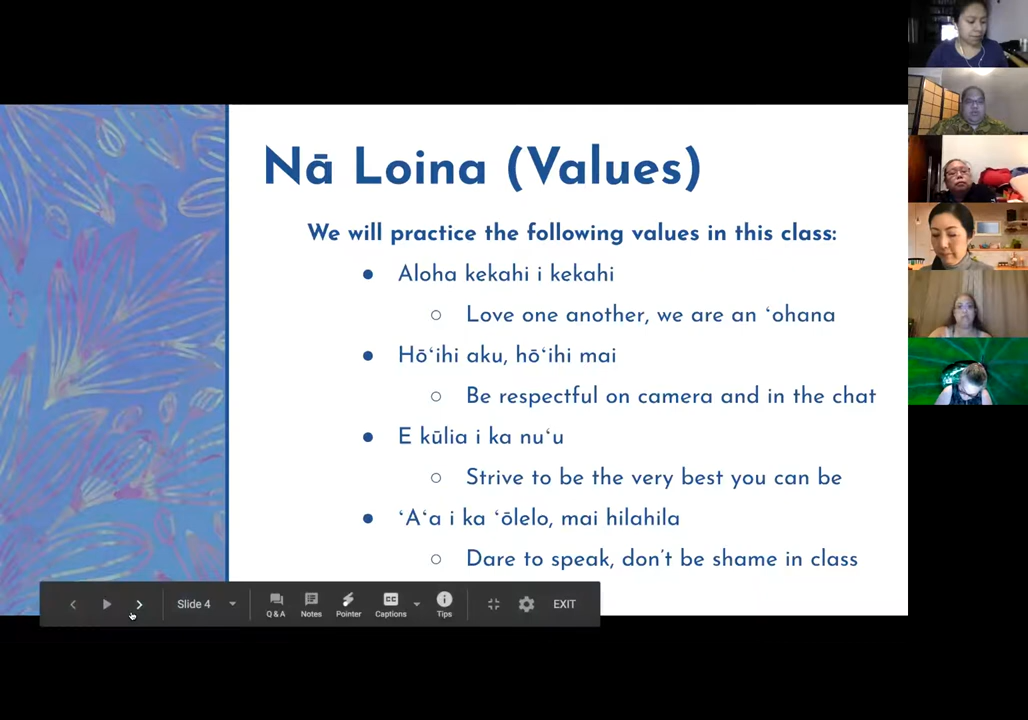 Nā Loina (Values)
We will practice the following values in this class:
● Aloha kekahi i kekahi
○ Love one another, we are an ʻohana
● Hōʻihi aku, hōʻihi mai
○ Be respectful on camera and in the chat
● E kūlia i ka nuʻu
○ Strive to be the very best you can be
● ʻAʻa i ka ʻōlelo, mai hilahila
○ Dare to speak, don't be shame in class
Slide 4
Q & A
Notes
Pointer
Captions
Tips
EXIT